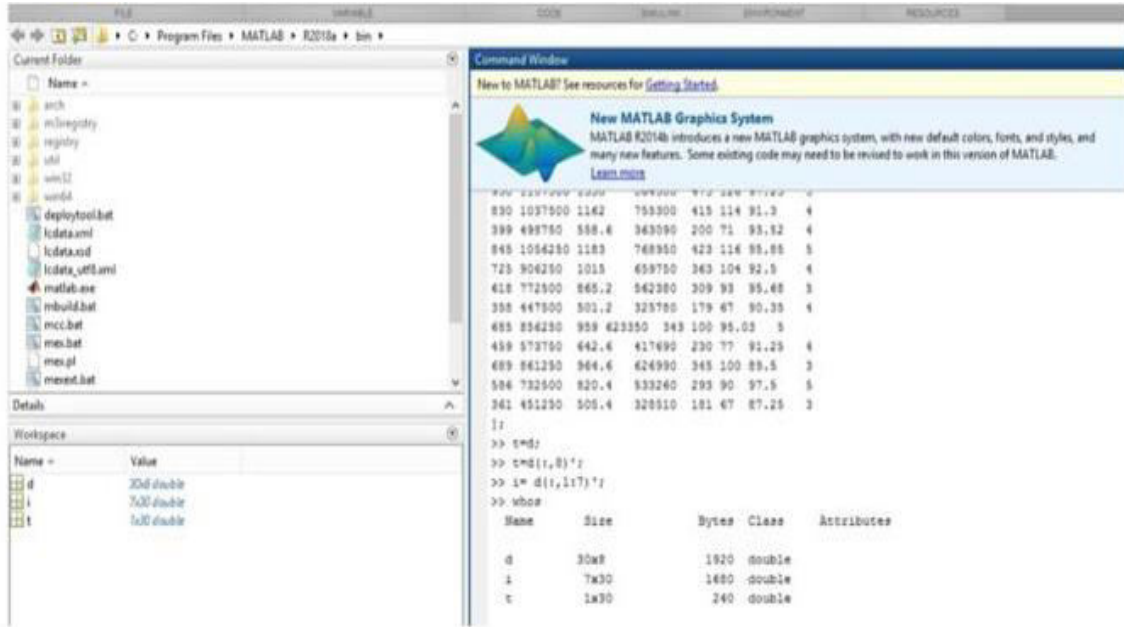 FILE VARIABLE CODE SIMULINK ENVIRONMENT RESOURCES
C: Program Files MATLAB R2018a bin
Current Folder
Name
arch
m3iregistry
registry
util
win32
win64
deploytool.bat
lcdata.xml
lcdata.xsd
lcdata_utf8.xml
matlab.exe
mbuild.bat
mcc.bat
mex.bat
mex.pl
mexext.bat
Details
Workspace
Name Value
d 30x8 double
i 7x30 double
t 1x30 double
Command Window
New to MATLAB? See resources for Getting Started.
New MATLAB Graphics System
MATLAB R2014b introduces a new MATLAB graphics system, with new default colors, fonts, and styles, and
many new features. Some existing code may need to be revised to work in this version of MATLAB.
Learn more
830 1037500 1162 755300 415 114 91.3 4
399 498750 558.6 363090 200 71 93.52 4
845 1056250 1183 768950 423 116 95.85 5
725 906250 1015 659750 363 104 92.5 4
618 772500 865.2 562380 309 93 95.68 3
358 447500 501.2 325780 179 67 90.35 4
685 856250 959 623350 343 100 95.03 5
459 573750 642.6 417690 230 77 91.25 4
689 861250 964.6 626990 345 100 89.5 3
586 732500 820.4 533260 293 90 97.5 5
361 451250 505.4 328510 181 67 87.25 3
];
>> t=d;
>> t=d(:,8)';
>> i= d(:,1:7)';
>> whos
Name Size Bytes Class Attributes
d 30x8 1920 double
i 7x30 1680 double
t 1x30 240 double